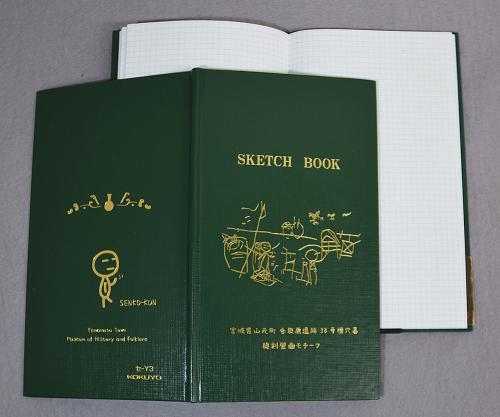 SKETCH BOOK
宮城県山元町 合戦原遺跡 38号横穴墓
線刻壁画モチーフ
SENKO-KUN
Yamamoto Town
Museum of History and Folklore
セ-Y3
KOKUYO